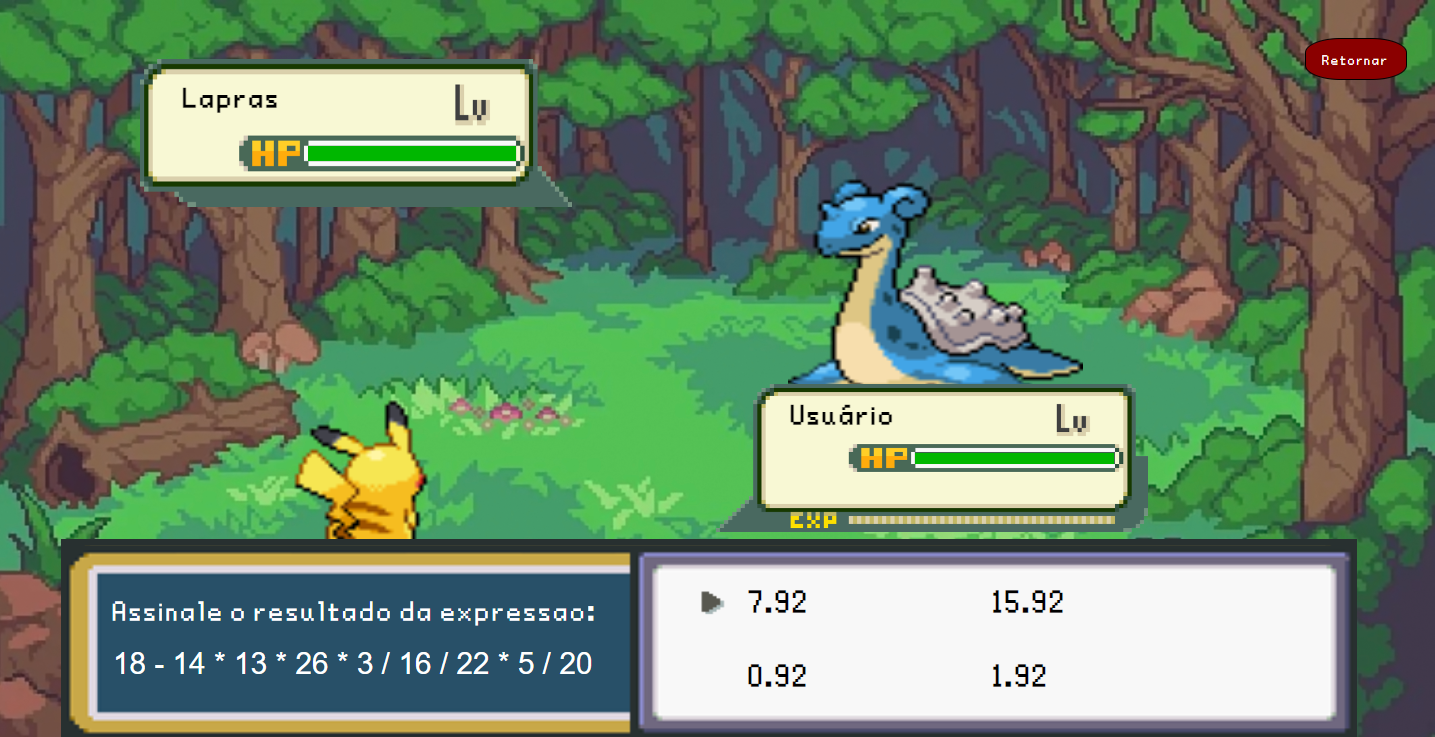 Retornar
Lapras Lv
HP
Usuário Lv
HP
EXP
Assinale o resultado da expressao:
18 - 14 * 13 * 26 * 3 / 16 / 22 * 5 / 20
7.92 15.92
0.92 1.92